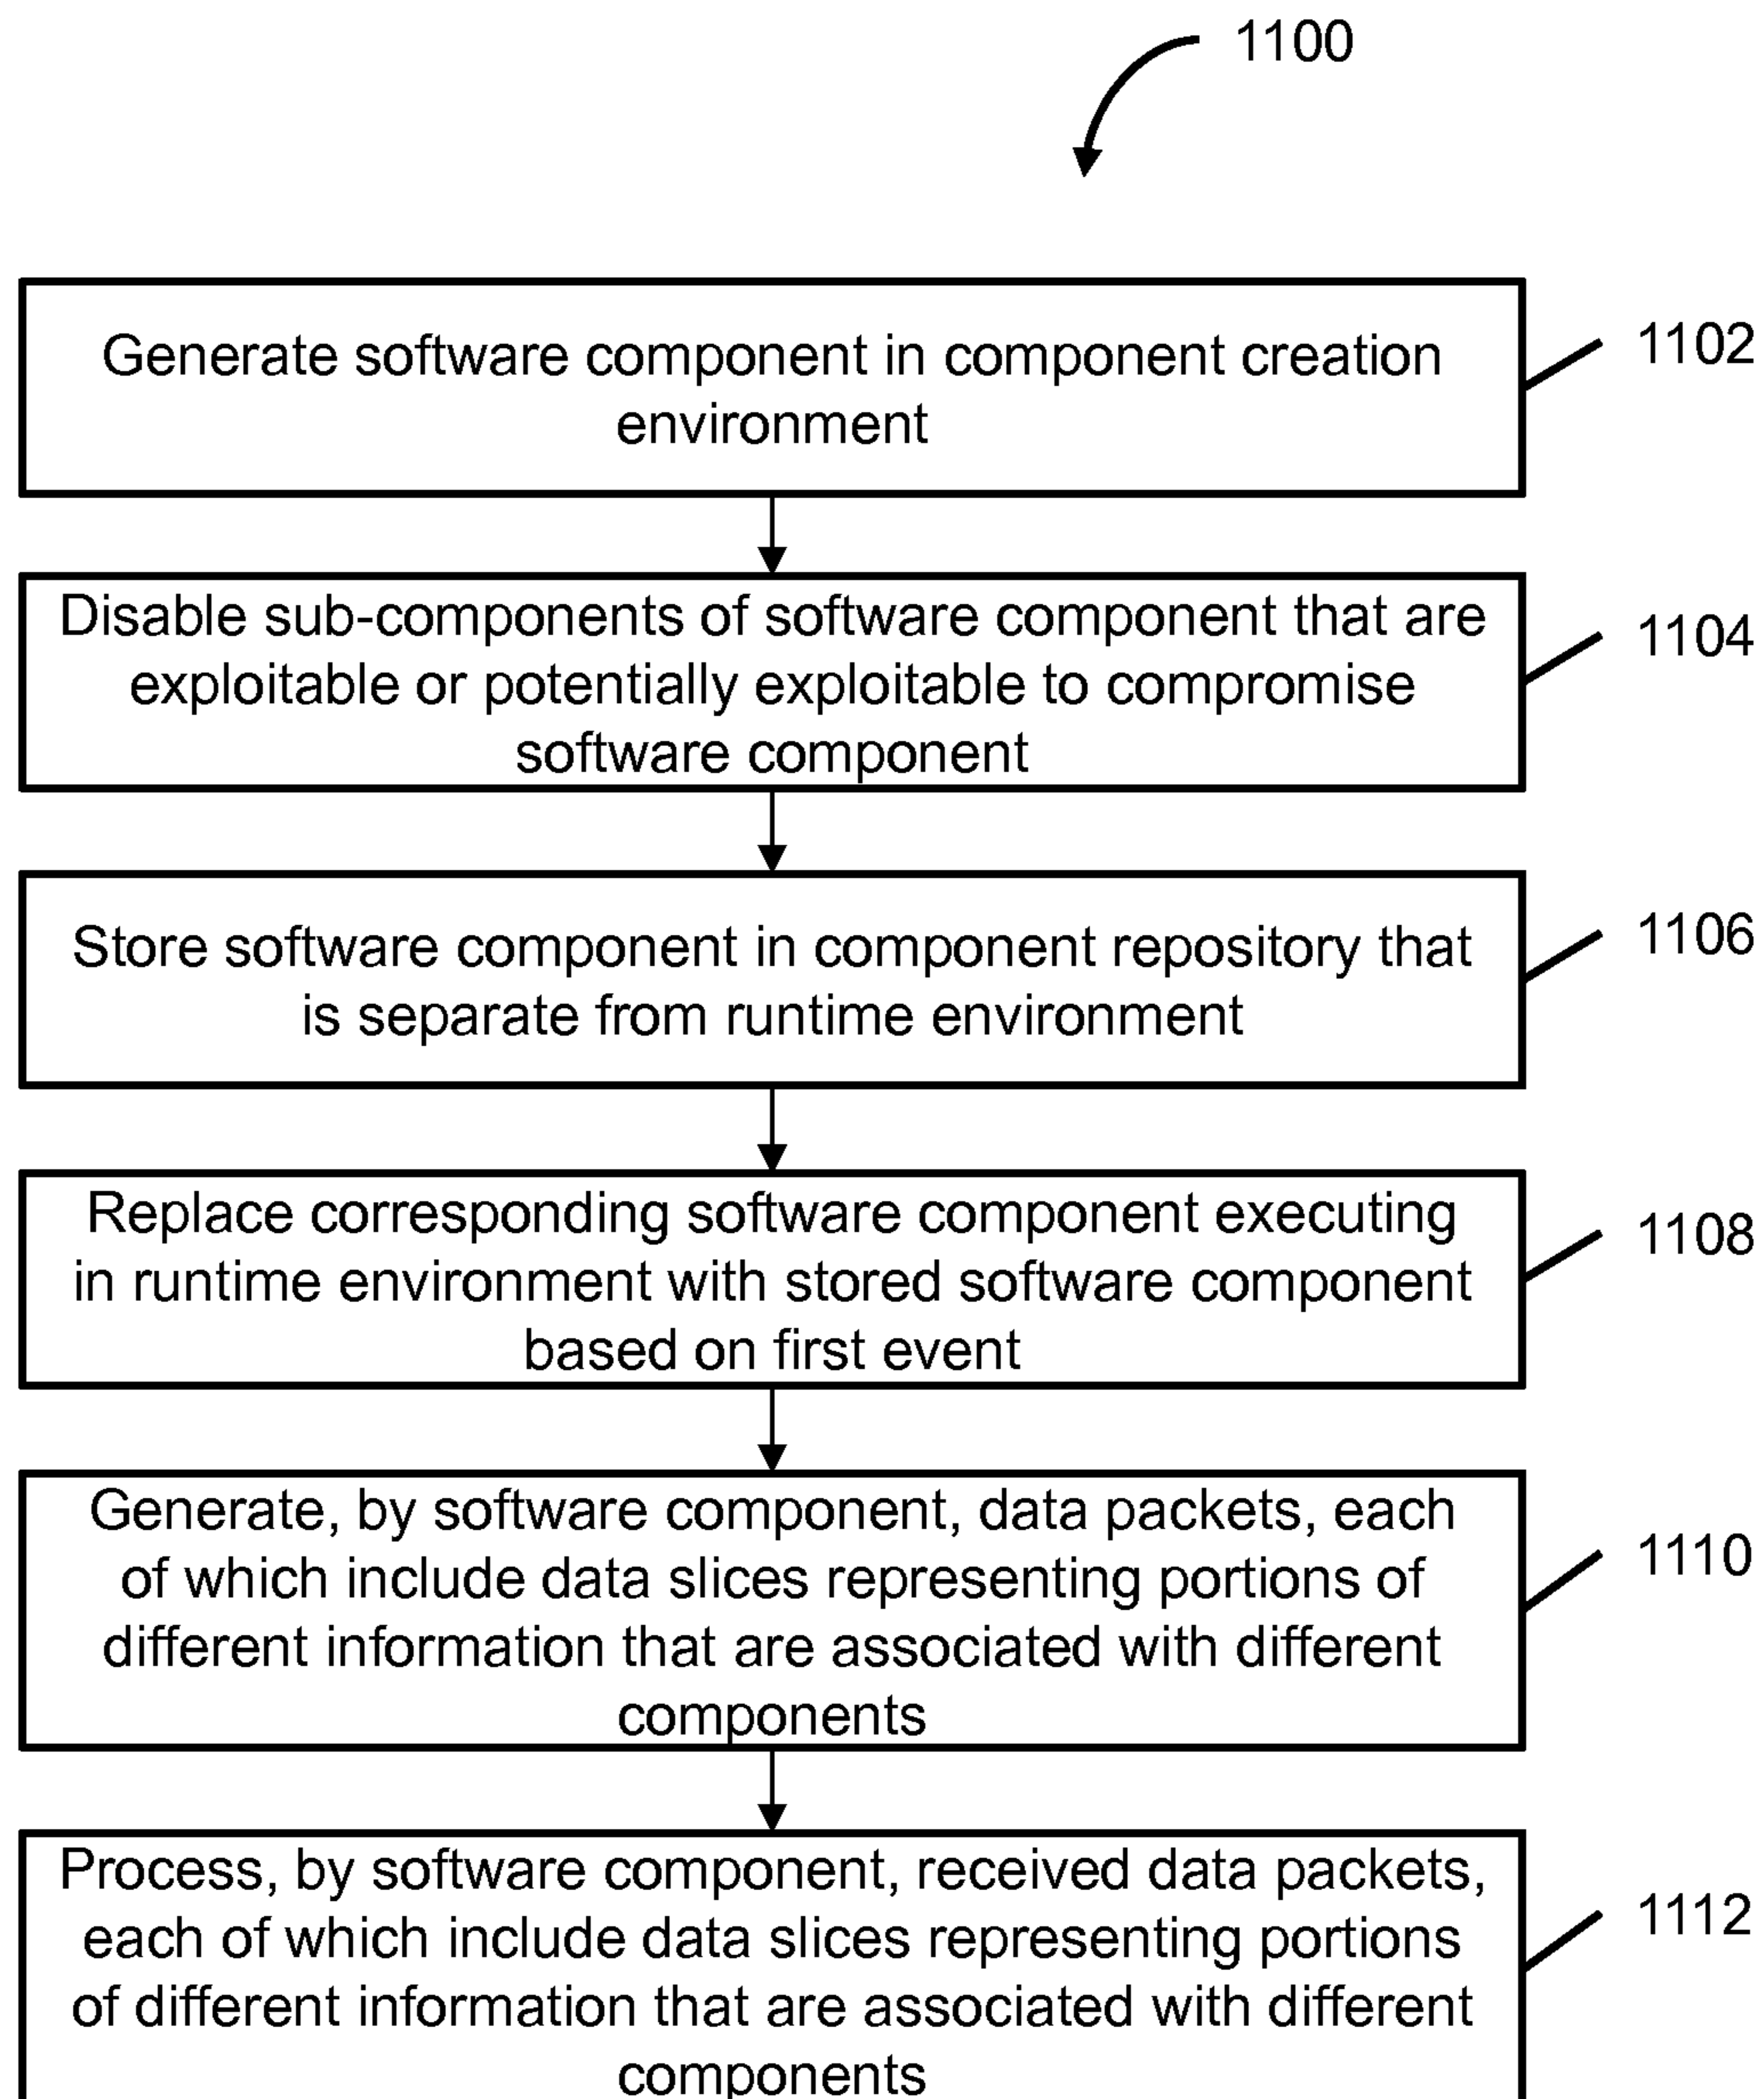 1100
Generate software component in component creation
environment
1102
Disable sub-components of software component that are
exploitable or potentially exploitable to compromise
software component
1104
Store software component in component repository that
is separate from runtime environment
1106
Replace corresponding software component executing
in runtime environment with stored software component
based on first event
1108
Generate, by software component, data packets, each
of which include data slices representing portions of
different information that are associated with different
components
1110
Process, by software component, received data packets,
each of which include data slices representing portions
of different information that are associated with different
components
1112